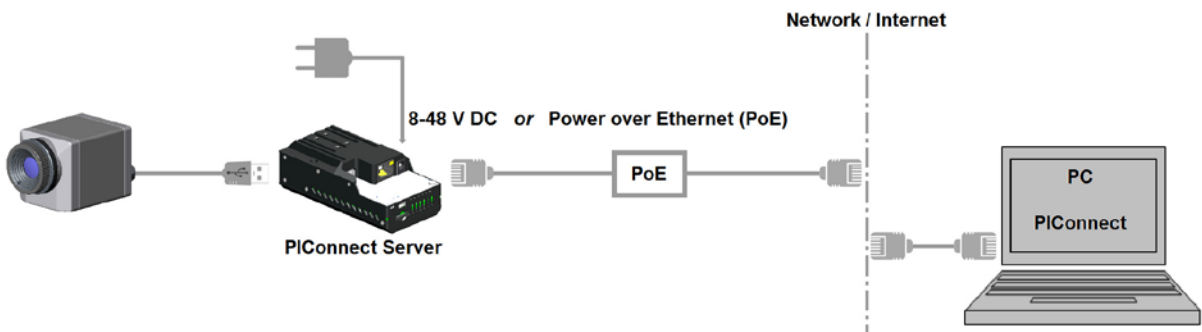 Network / Internet
8-48 V DC or Power over Ethernet (PoE)
PoE
PIConnect Server
PC
PIConnect